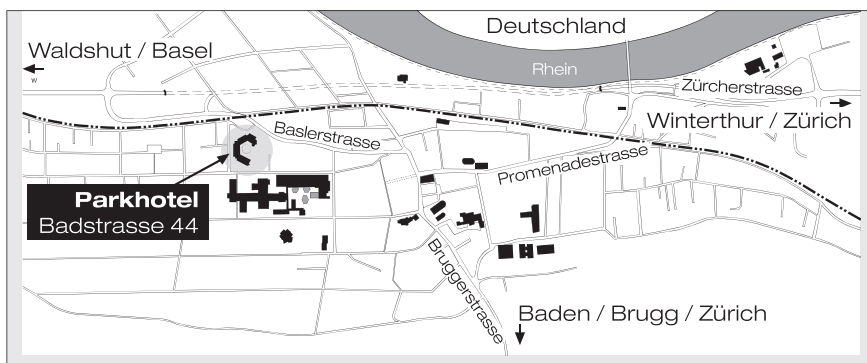 Deutschland
Waldshut / Basel
W
Rhein
Zürcherstrasse
Winterthur / Zürich
Baslerstrasse
Promenadestrasse
Parkhotel
Badstrasse 44
Bruggerstrasse
Baden / Brugg / Zürich